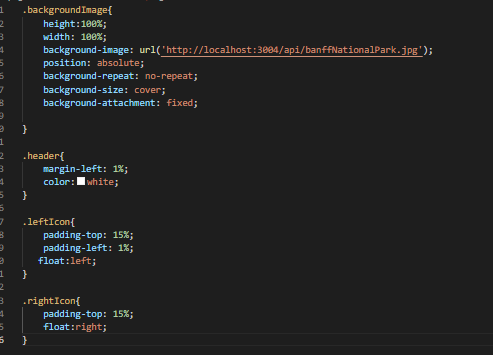 1 .backgroundImage{
2 height:100%;
3 width: 100%;
4 background-image: url('http://localhost:3004/api/banffNationalPark.jpg');
5 position: absolute;
6 background-repeat: no-repeat;
7 background-size: cover;
8 background-attachment: fixed;
9
0 }
1
2 .header{
3 margin-left: 1%;
4 color:white;
5 }
6
7 .leftIcon{
8 padding-top: 15%;
9 padding-left: 1%;
0 float:left;
1 }
2
3 .rightIcon{
4 padding-top: 15%;
5 float:right;
6 }